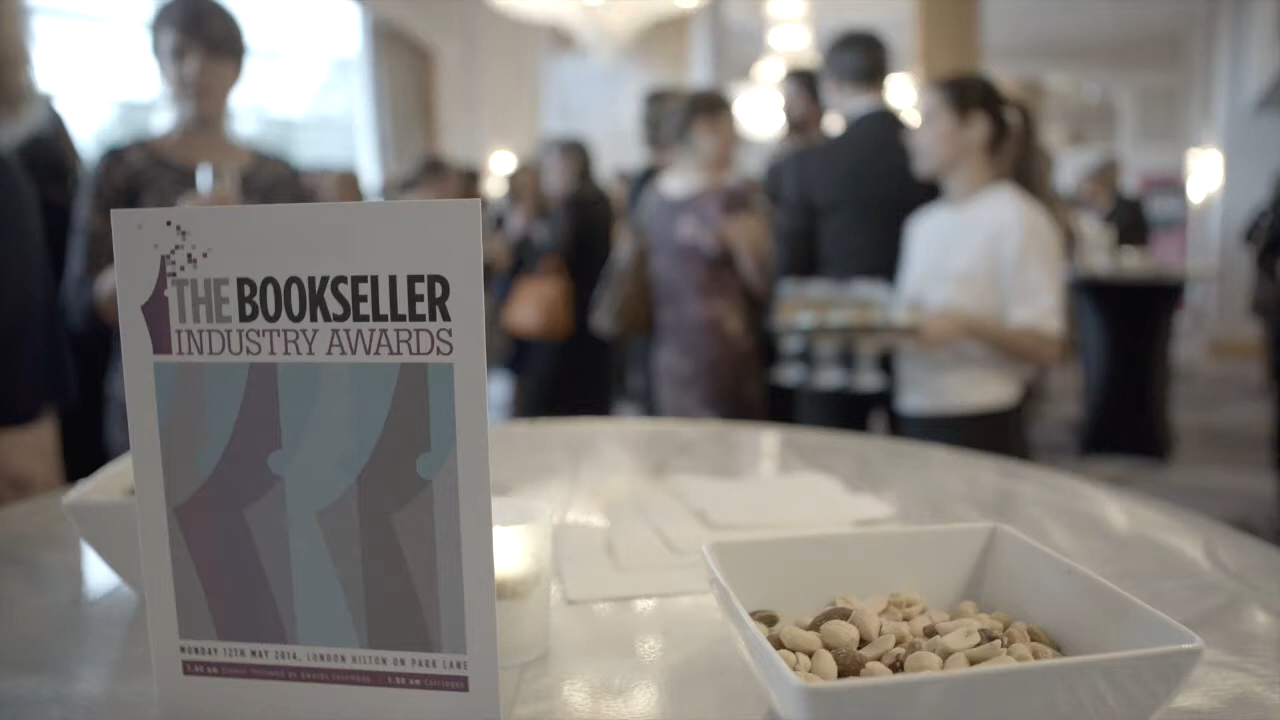 THE BOOKSELLER
INDUSTRY AWARDS
MONDAY 12TH MAY 2014, LONDON HILTON ON PARK LANE